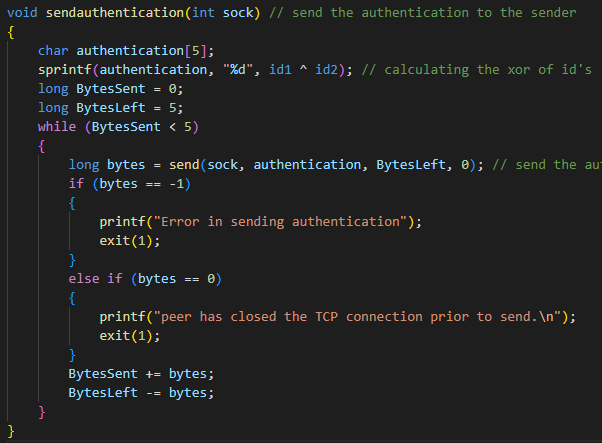 void sendauthentication(int sock) // send the authentication to the sender
{
    char authentication[5];
    sprintf(authentication, "%d", id1 ^ id2); // calculating the xor of id's
    long BytesSent = 0;
    long BytesLeft = 5;
    while (BytesSent < 5)
    {
        long bytes = send(sock, authentication, BytesLeft, 0); // send the au
        if (bytes == -1)
        {
            printf("Error in sending authentication");
            exit(1);
        }
        else if (bytes == 0)
        {
            printf("peer has closed the TCP connection prior to send.\n");
            exit(1);
        }
        BytesSent += bytes;
        BytesLeft -= bytes;
    }
}